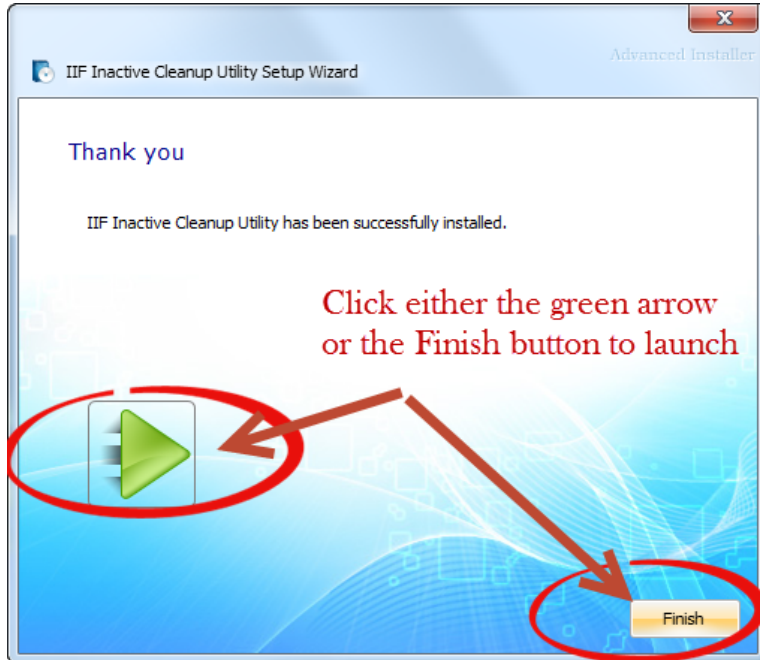 Advanced Installer
IIF Inactive Cleanup Utility Setup Wizard
Thank you
IIF Inactive Cleanup Utility has been successfully installed.
Click either the green arrow
or the Finish button to launch
Finish